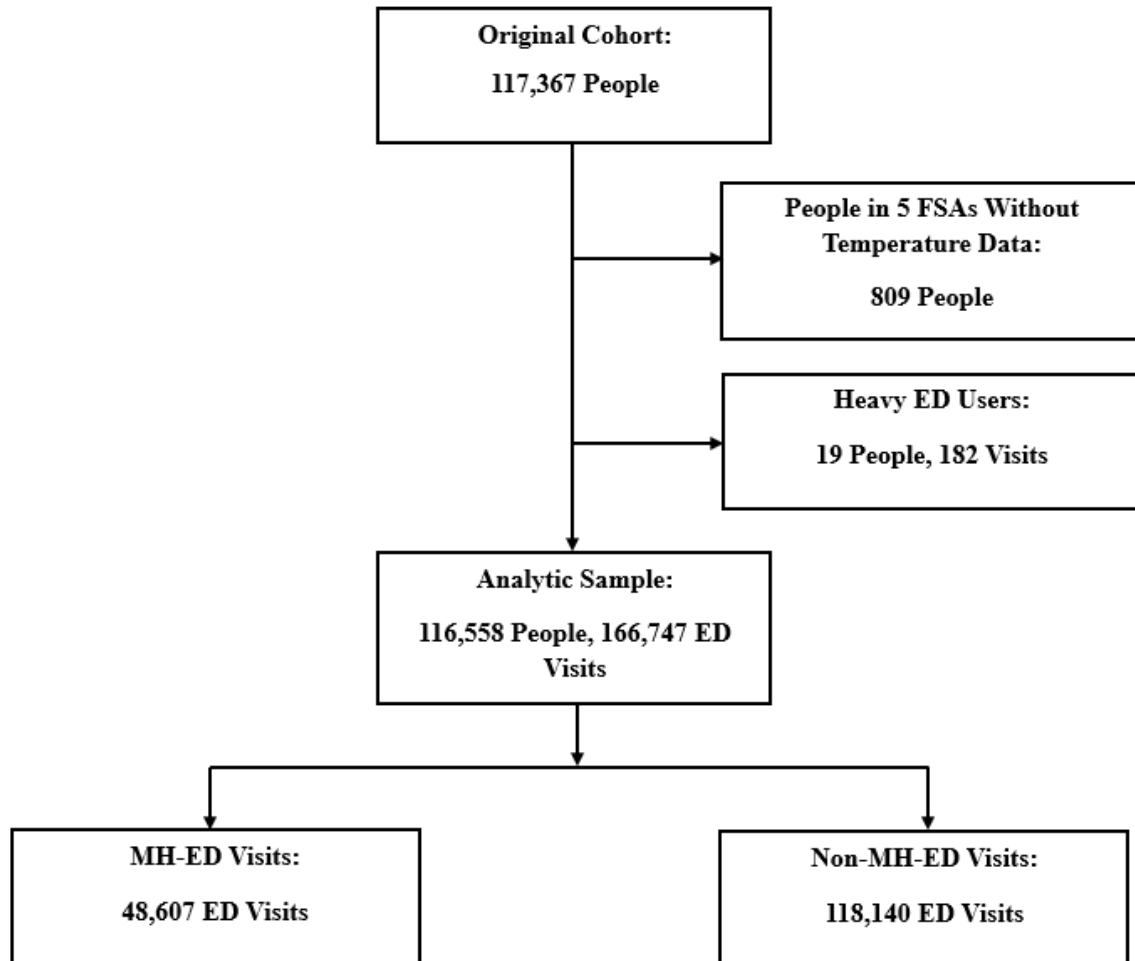 Original Cohort:
117,367 People
People in 5 FSAs Without
Temperature Data:
809 People
Heavy ED Users:
19 People, 182 Visits
Analytic Sample:
116,558 People, 166,747 ED
Visits
MH-ED Visits:
48,607 ED Visits
Non-MH-ED Visits:
118,140 ED Visits